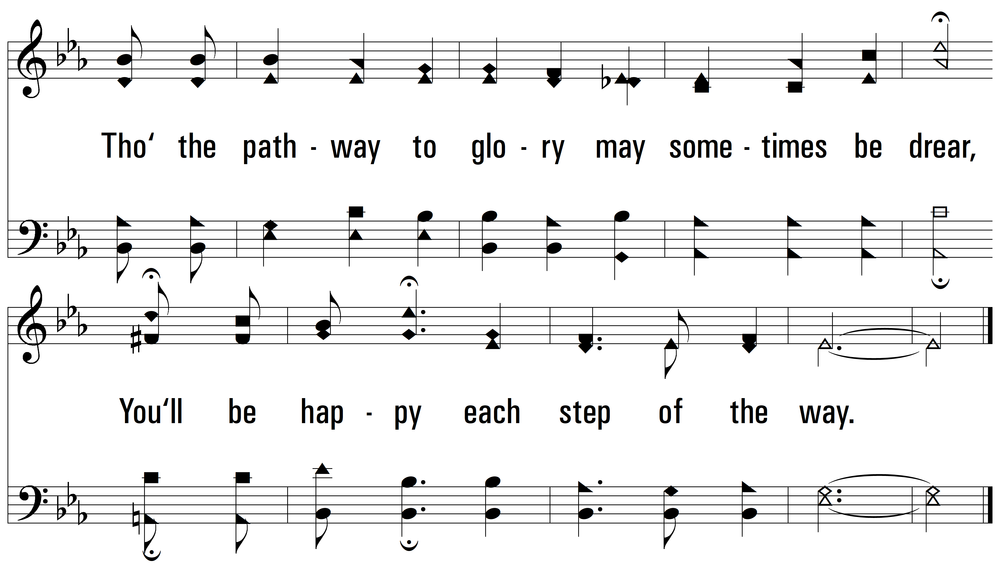 Tho‘ the path - way to glo - ry may some - times be drear,
You‘ll be hap - py each step of the way.